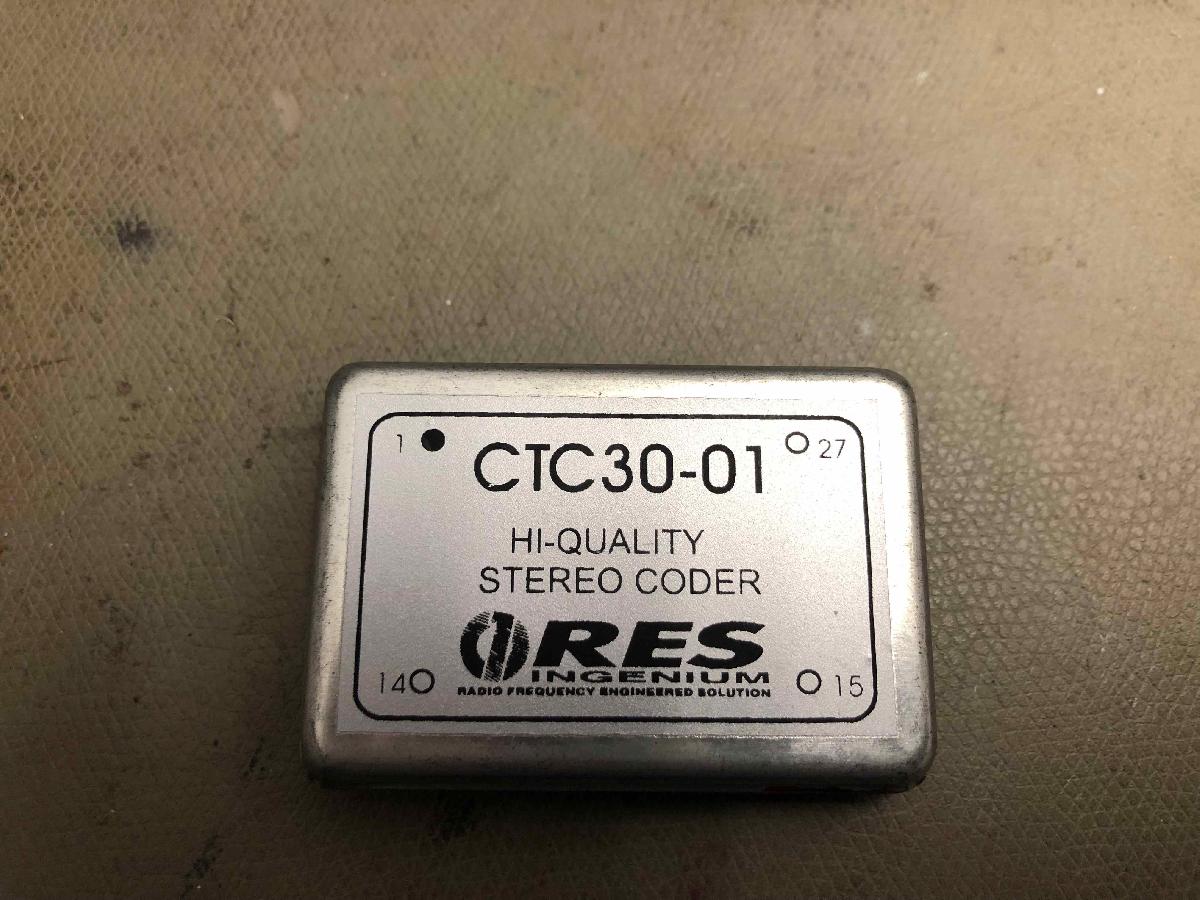 1
CTC30-01
27
HI-QUALITY
STEREO CODER
RES
INGENIUM
RADIO FREQUENCY ENGINEERED SOLUTION
14
15